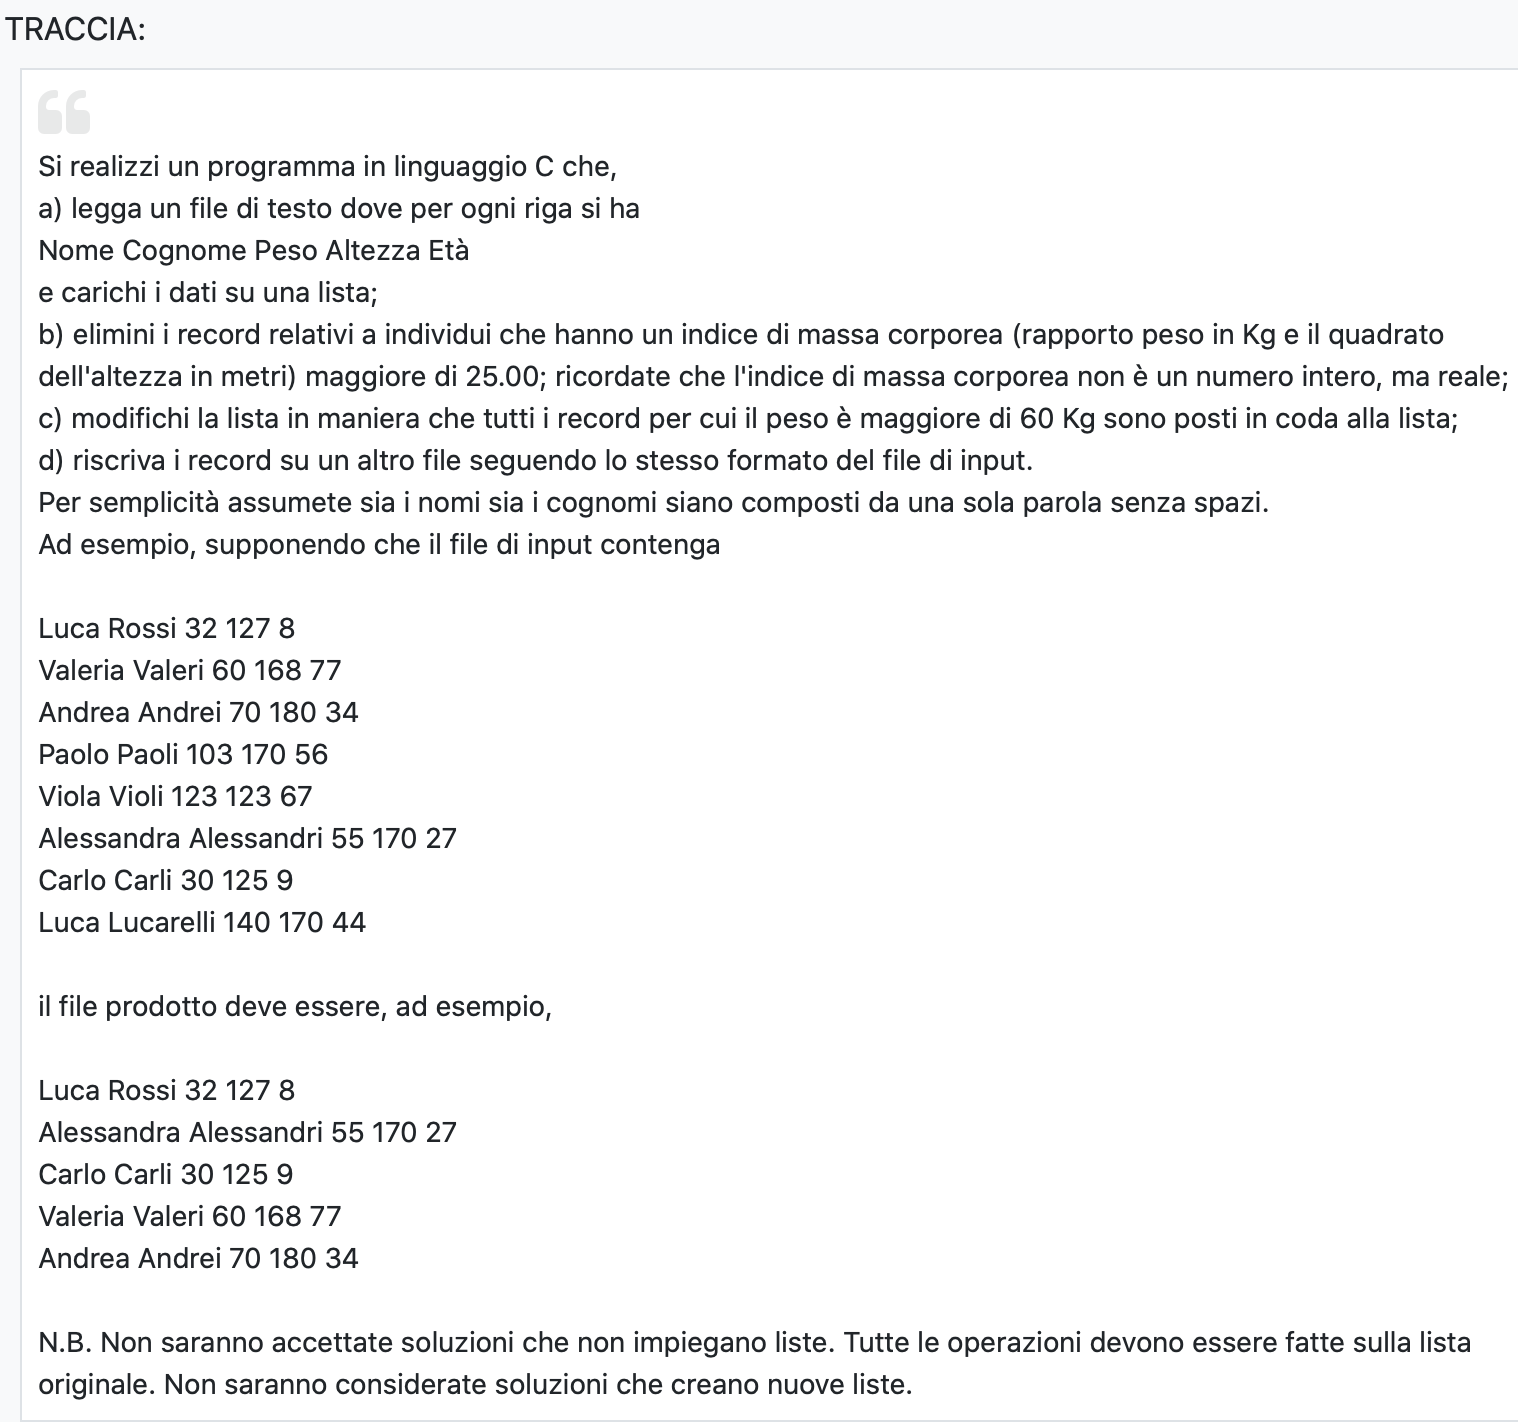 TRACCIA:
Si realizzi un programma in linguaggio C che,
a) legga un file di testo dove per ogni riga si ha
Nome Cognome Peso Altezza Età
e carichi i dati su una lista;
b) elimini i record relativi a individui che hanno un indice di massa corporea (rapporto peso in Kg e il quadrato
dell'altezza in metri) maggiore di 25.00; ricordate che l'indice di massa corporea non è un numero intero, ma reale;
c) modifichi la lista in maniera che tutti i record per cui il peso è maggiore di 60 Kg sono posti in coda alla lista;
d) riscriva i record su un altro file seguendo lo stesso formato del file di input.
Per semplicità assumete sia i nomi sia i cognomi siano composti da una sola parola senza spazi.
Ad esempio, supponendo che il file di input contenga
Luca Rossi 32 127 8
Valeria Valeri 60 168 77
Andrea Andrei 70 180 34
Paolo Paoli 103 170 56
Viola Violi 123 123 67
Alessandra Alessandri 55 170 27
Carlo Carli 30 125 9
Luca Lucarelli 140 170 44
il file prodotto deve essere, ad esempio,
Luca Rossi 32 127 8
Alessandra Alessandri 55 170 27
Carlo Carli 30 125 9
Valeria Valeri 60 168 77
Andrea Andrei 70 180 34
N.B. Non saranno accettate soluzioni che non impiegano liste. Tutte le operazioni devono essere fatte sulla lista
originale. Non saranno considerate soluzioni che creano nuove liste.